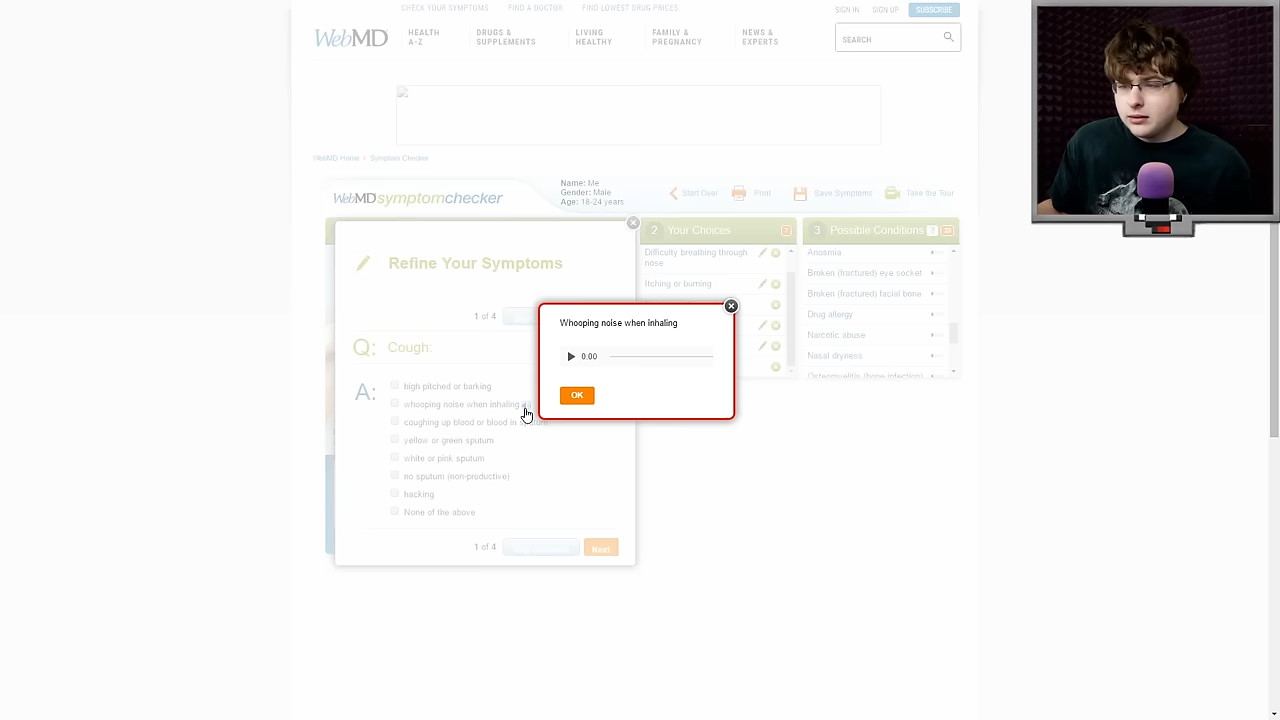 CHECK YOUR SYMPTOMS FIND A DOCTOR FIND LOWEST DRUG PRICES
SIGN IN SIGN UP SUBSCRIBE
WebMD
HEALTH
A-Z
DRUGS &
SUPPLEMENTS
LIVING
HEALTHY
FAMILY &
PREGNANCY
NEWS &
EXPERTS
SEARCH
WebMD Home › Symptom Checker
WebMDsymptomchecker
Name: Me
Gender: Male
Age: 18-24 years
Start Over Print Save Symptoms Take the Tour
Refine Your Symptoms
1 of 4
Q: Cough:
A:
high pitched or barking
whooping noise when inhaling
coughing up blood or blood in sputum
yellow or green sputum
white or pink sputum
no sputum (non-productive)
hacking
None of the above
1 of 4
Next
2 Your Choices ?
Difficulty breathing through
nose
Itching or burning
3 Possible Conditions ?
Anosmia
Broken (fractured) eye socket
Broken (fractured) facial bone
Drug allergy
Narcotic abuse
Nasal dryness
Osteomyelitis (bone infection)
Whooping noise when inhaling
0:00
OK